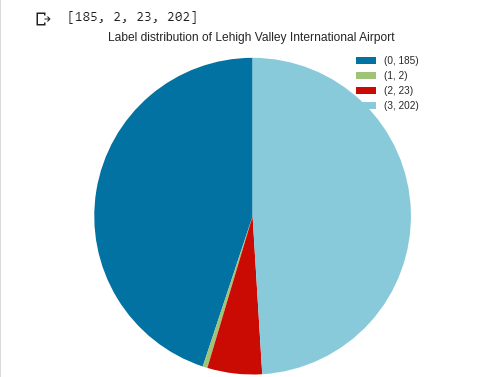 [185, 2, 23, 202]
Label distribution of Lehigh Valley International Airport
(0, 185)
(1, 2)
(2, 23)
(3, 202)